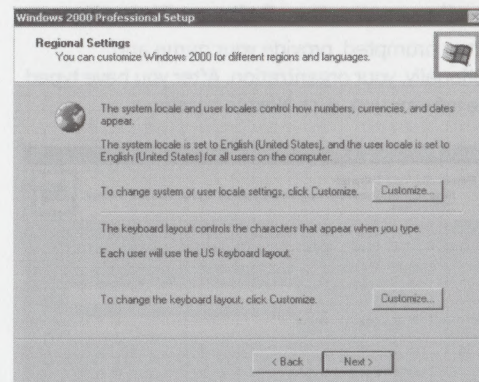 Windows 2000 Professional Setup
Regional Settings
You can customize Windows 2000 for different regions and languages.
The system locale and user locales control how numbers, currencies, and dates
appear.
The system locale is set to English (United States), and the user locale is set to
English (United States) for all users on the computer.
To change system or user locale settings, click Customize.
Customize...
The keyboard layout controls the characters that appear when you type.
Each user will use the US keyboard layout.
To change the keyboard layout, click Customize.
Customize...
< Back
Next >